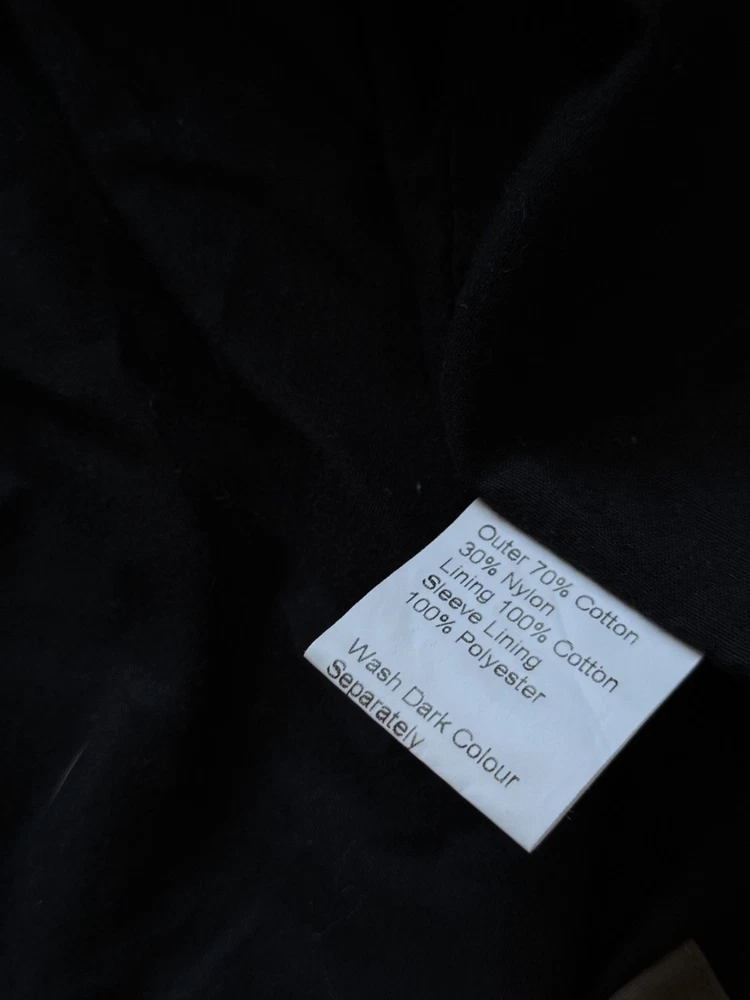 Outer 70% Cotton
30% Nylon
Lining 100% Cotton
Sleeve Lining
100% Polyester
Wash Dark Colour
Separately